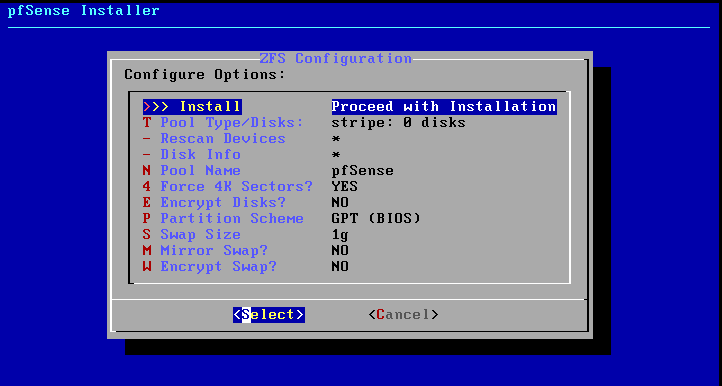 pfSense Installer
ZFS Configuration
Configure Options:
>>> Install Proceed with Installation
T Pool Type/Disks: stripe: 0 disks
- Rescan Devices *
- Disk Info *
N Pool Name pfSense
4 Force 4K Sectors? YES
E Encrypt Disks? NO
P Partition Scheme GPT (BIOS)
S Swap Size 1g
M Mirror Swap? NO
W Encrypt Swap? NO
<Select> <Cancel>